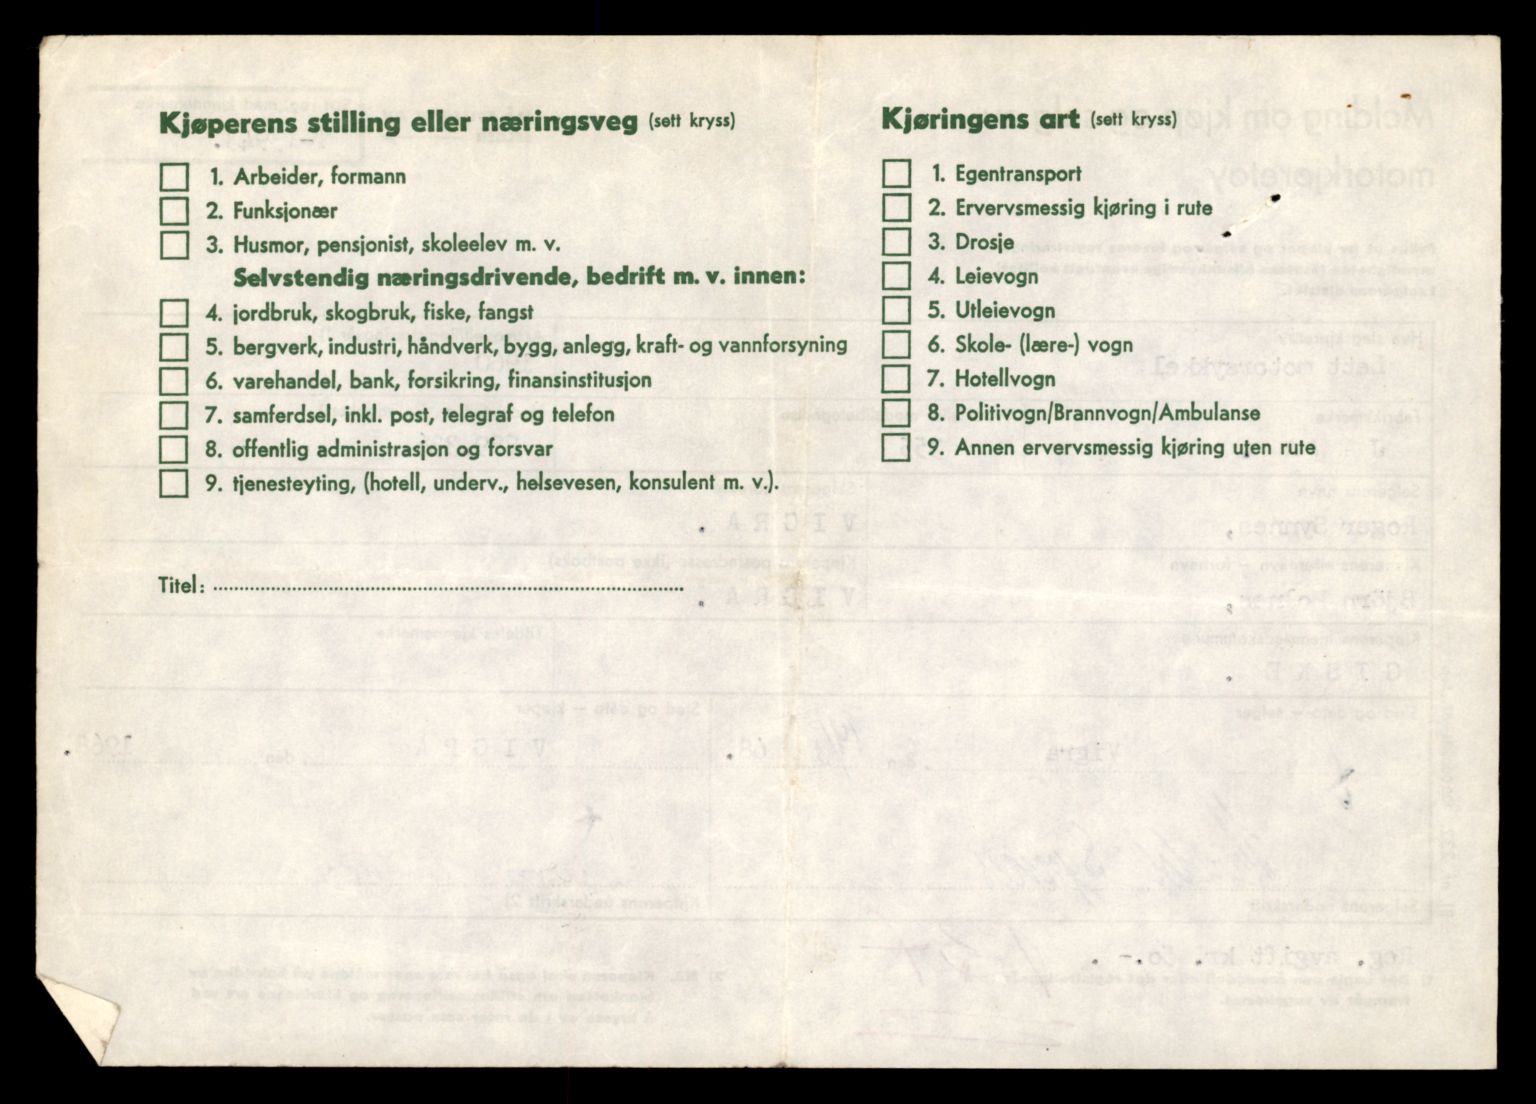 Kjøperens stilling eller næringsveg (sett kryss)
1. Arbeider, formann
2. Funksjonær
3. Husmor, pensjonist, skoleelev m. v.
Selvstendig næringsdrivende, bedrift m. v. innen:
4. jordbruk, skogbruk, fiske, fangst
5. bergverk, industri, håndverk, bygg, anlegg, kraft- og vannforsyning
6. varehandel, bank, forsikring, finansinstitusjon
7. samferdsel, inkl. post, telegraf og telefon
8. offentlig administrasjon og forsvar
9. tjenesteyting, (hotell, underv., helsevesen, konsulent m. v.).
Titel:
Kjøringens art (sett kryss)
1. Egentransport
2. Ervervsmessig kjøring i rute
3. Drosje
4. Leievogn
5. Utleievogn
6. Skole- (lære-) vogn
7. Hotellvogn
8. Politivogn/Brannvogn/Ambulanse
9. Annen ervervsmessig kjøring uten rute